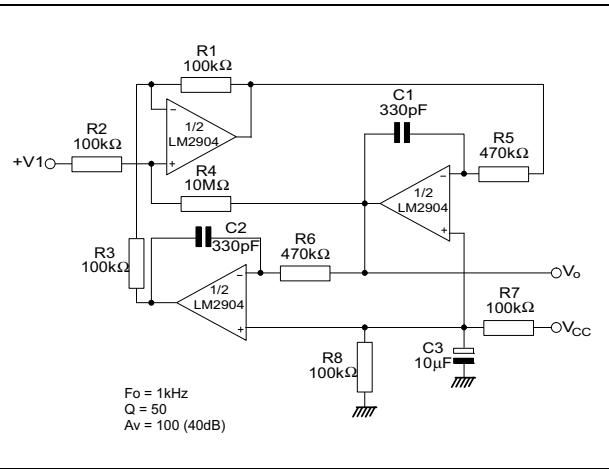 R1
100kΩ
C1
330pF
1/2
LM2904
R2
100kΩ
R5
470kΩ
+V1
R4
10MΩ
1/2
LM2904
C2
330pF
R6
470kΩ
R3
100kΩ
1/2
LM2904
Vo
R7
100kΩ
VCC
R8
100kΩ
C3
10µF
Fo = 1kHz
Q = 50
Av = 100 (40dB)